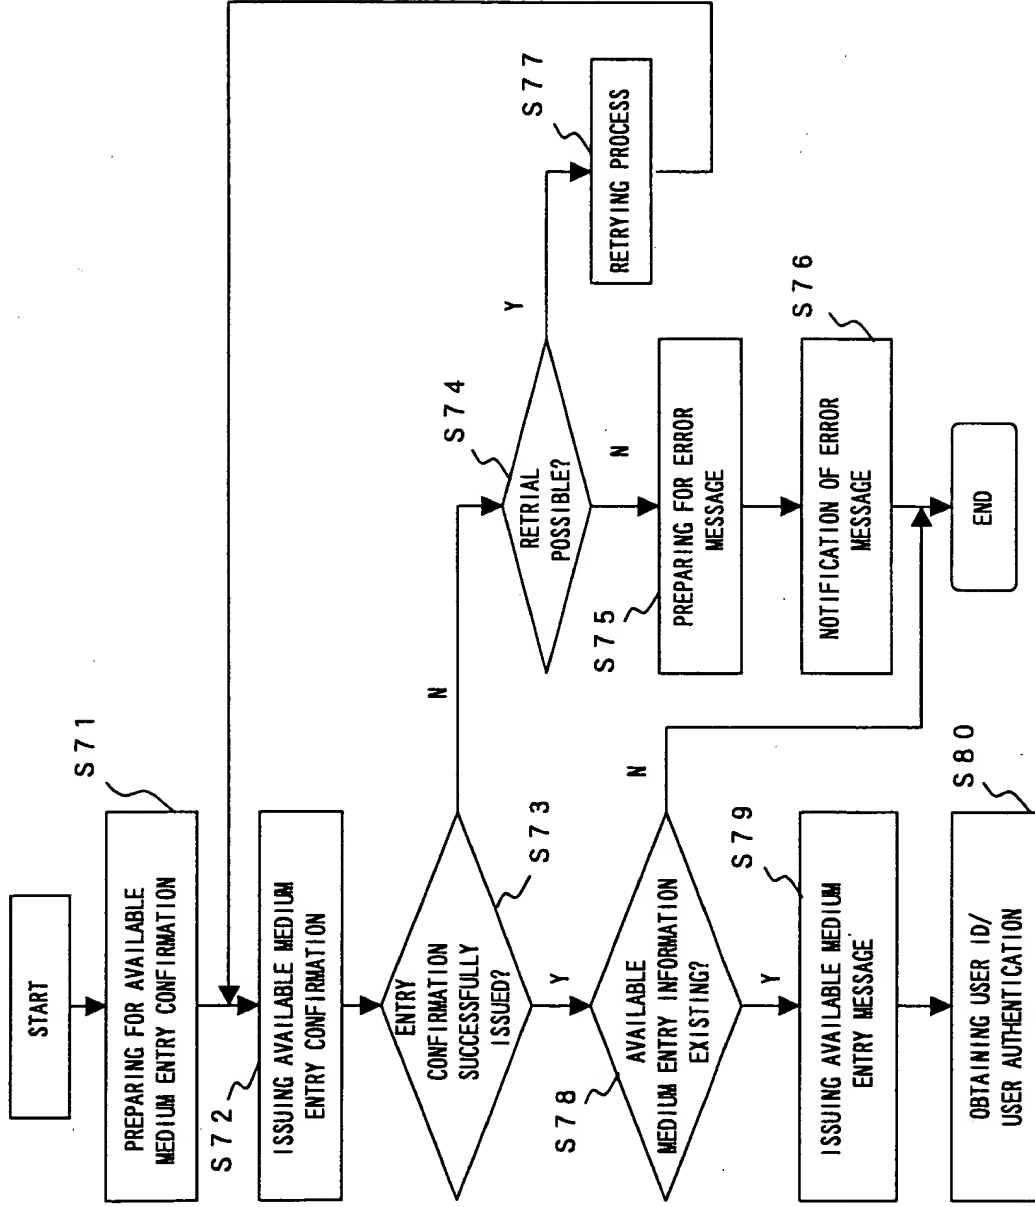 START
S71
PREPARING FOR AVAILABLE
MEDIUM ENTRY CONFIRMATION
S72
ISSUING AVAILABLE MEDIUM
ENTRY CONFIRMATION
ENTRY
CONFIRMATION
SUCCESSFULLY
ISSUED?
S73
N
Y
RETRIAL
POSSIBLE?
S74
Y
N
RETRYING PROCESS
S77
S75
PREPARING FOR ERROR
MESSAGE
S76
NOTIFICATION OF ERROR
MESSAGE
END
S78
AVAILABLE
MEDIUM ENTRY INFORMATION
EXISTING?
N
Y
S79
ISSUING AVAILABLE MEDIUM
ENTRY MESSAGE
S80
OBTAINING USER ID/
USER AUTHENTICATION